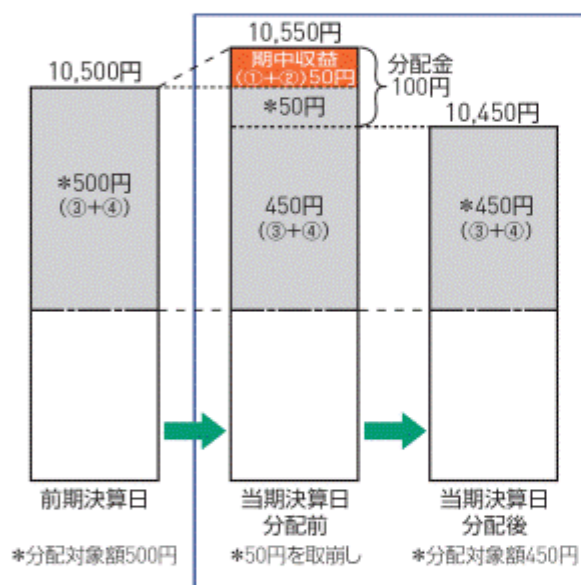 10,550円
10,500円
期中収益
(①+②)50円
分配金
100円
*50円
10,450円
*500円
(③+④)
450円
(③+④)
*450円
(③+④)
前期決算日
当期決算日
分配前
当期決算日
分配後
*分配対象額500円
*50円を取崩し
*分配対象額450円